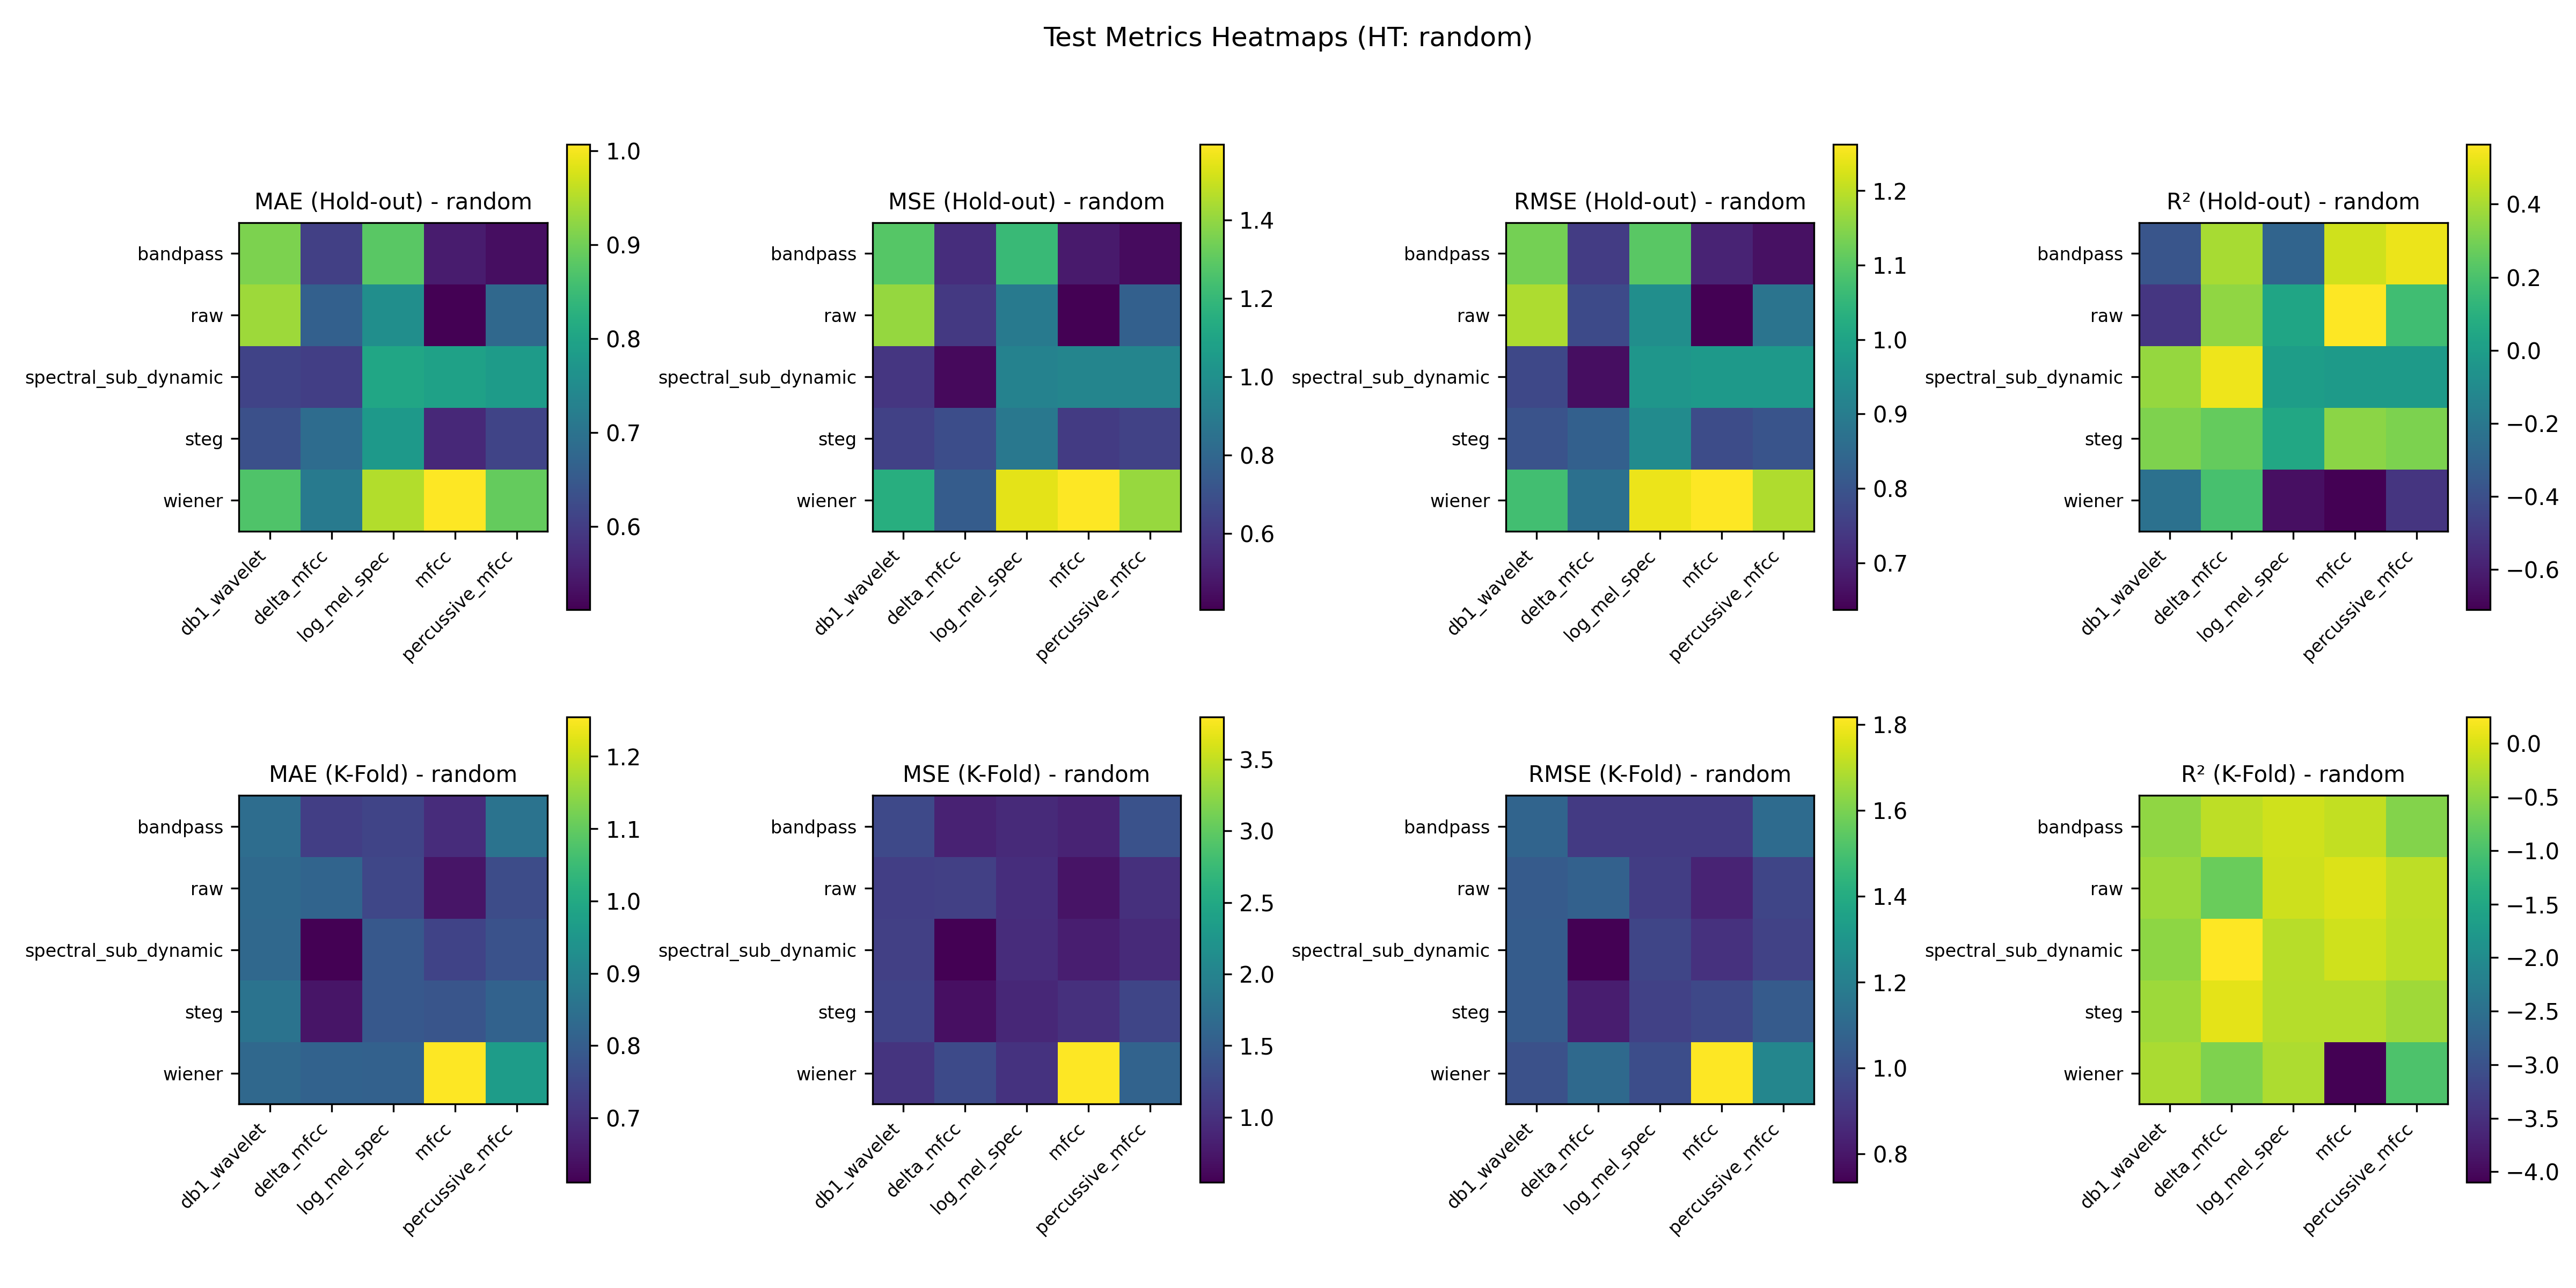 Test Metrics Heatmaps (HT: random)
MAE (Hold-out) - random
bandpass
raw
spectral_sub_dynamic
steg
wiener
db1_wavelet
delta_mfcc
log_mel_spec
mfcc
percussive_mfcc
1.0
0.9
0.8
0.7
0.6
MSE (Hold-out) - random
bandpass
raw
spectral_sub_dynamic
steg
wiener
db1_wavelet
delta_mfcc
log_mel_spec
mfcc
percussive_mfcc
1.4
1.2
1.0
0.8
0.6
RMSE (Hold-out) - random
bandpass
raw
spectral_sub_dynamic
steg
wiener
db1_wavelet
delta_mfcc
log_mel_spec
mfcc
percussive_mfcc
1.2
1.1
1.0
0.9
0.8
0.7
R² (Hold-out) - random
bandpass
raw
spectral_sub_dynamic
steg
wiener
db1_wavelet
delta_mfcc
log_mel_spec
mfcc
percussive_mfcc
0.4
0.2
0.0
−0.2
−0.4
−0.6
MAE (K-Fold) - random
bandpass
raw
spectral_sub_dynamic
steg
wiener
db1_wavelet
delta_mfcc
log_mel_spec
mfcc
percussive_mfcc
1.2
1.1
1.0
0.9
0.8
0.7
MSE (K-Fold) - random
bandpass
raw
spectral_sub_dynamic
steg
wiener
db1_wavelet
delta_mfcc
log_mel_spec
mfcc
percussive_mfcc
3.5
3.0
2.5
2.0
1.5
1.0
RMSE (K-Fold) - random
bandpass
raw
spectral_sub_dynamic
steg
wiener
db1_wavelet
delta_mfcc
log_mel_spec
mfcc
percussive_mfcc
1.8
1.6
1.4
1.2
1.0
0.8
R² (K-Fold) - random
bandpass
raw
spectral_sub_dynamic
steg
wiener
db1_wavelet
delta_mfcc
log_mel_spec
mfcc
percussive_mfcc
0.0
−0.5
−1.0
−1.5
−2.0
−2.5
−3.0
−3.5
−4.0